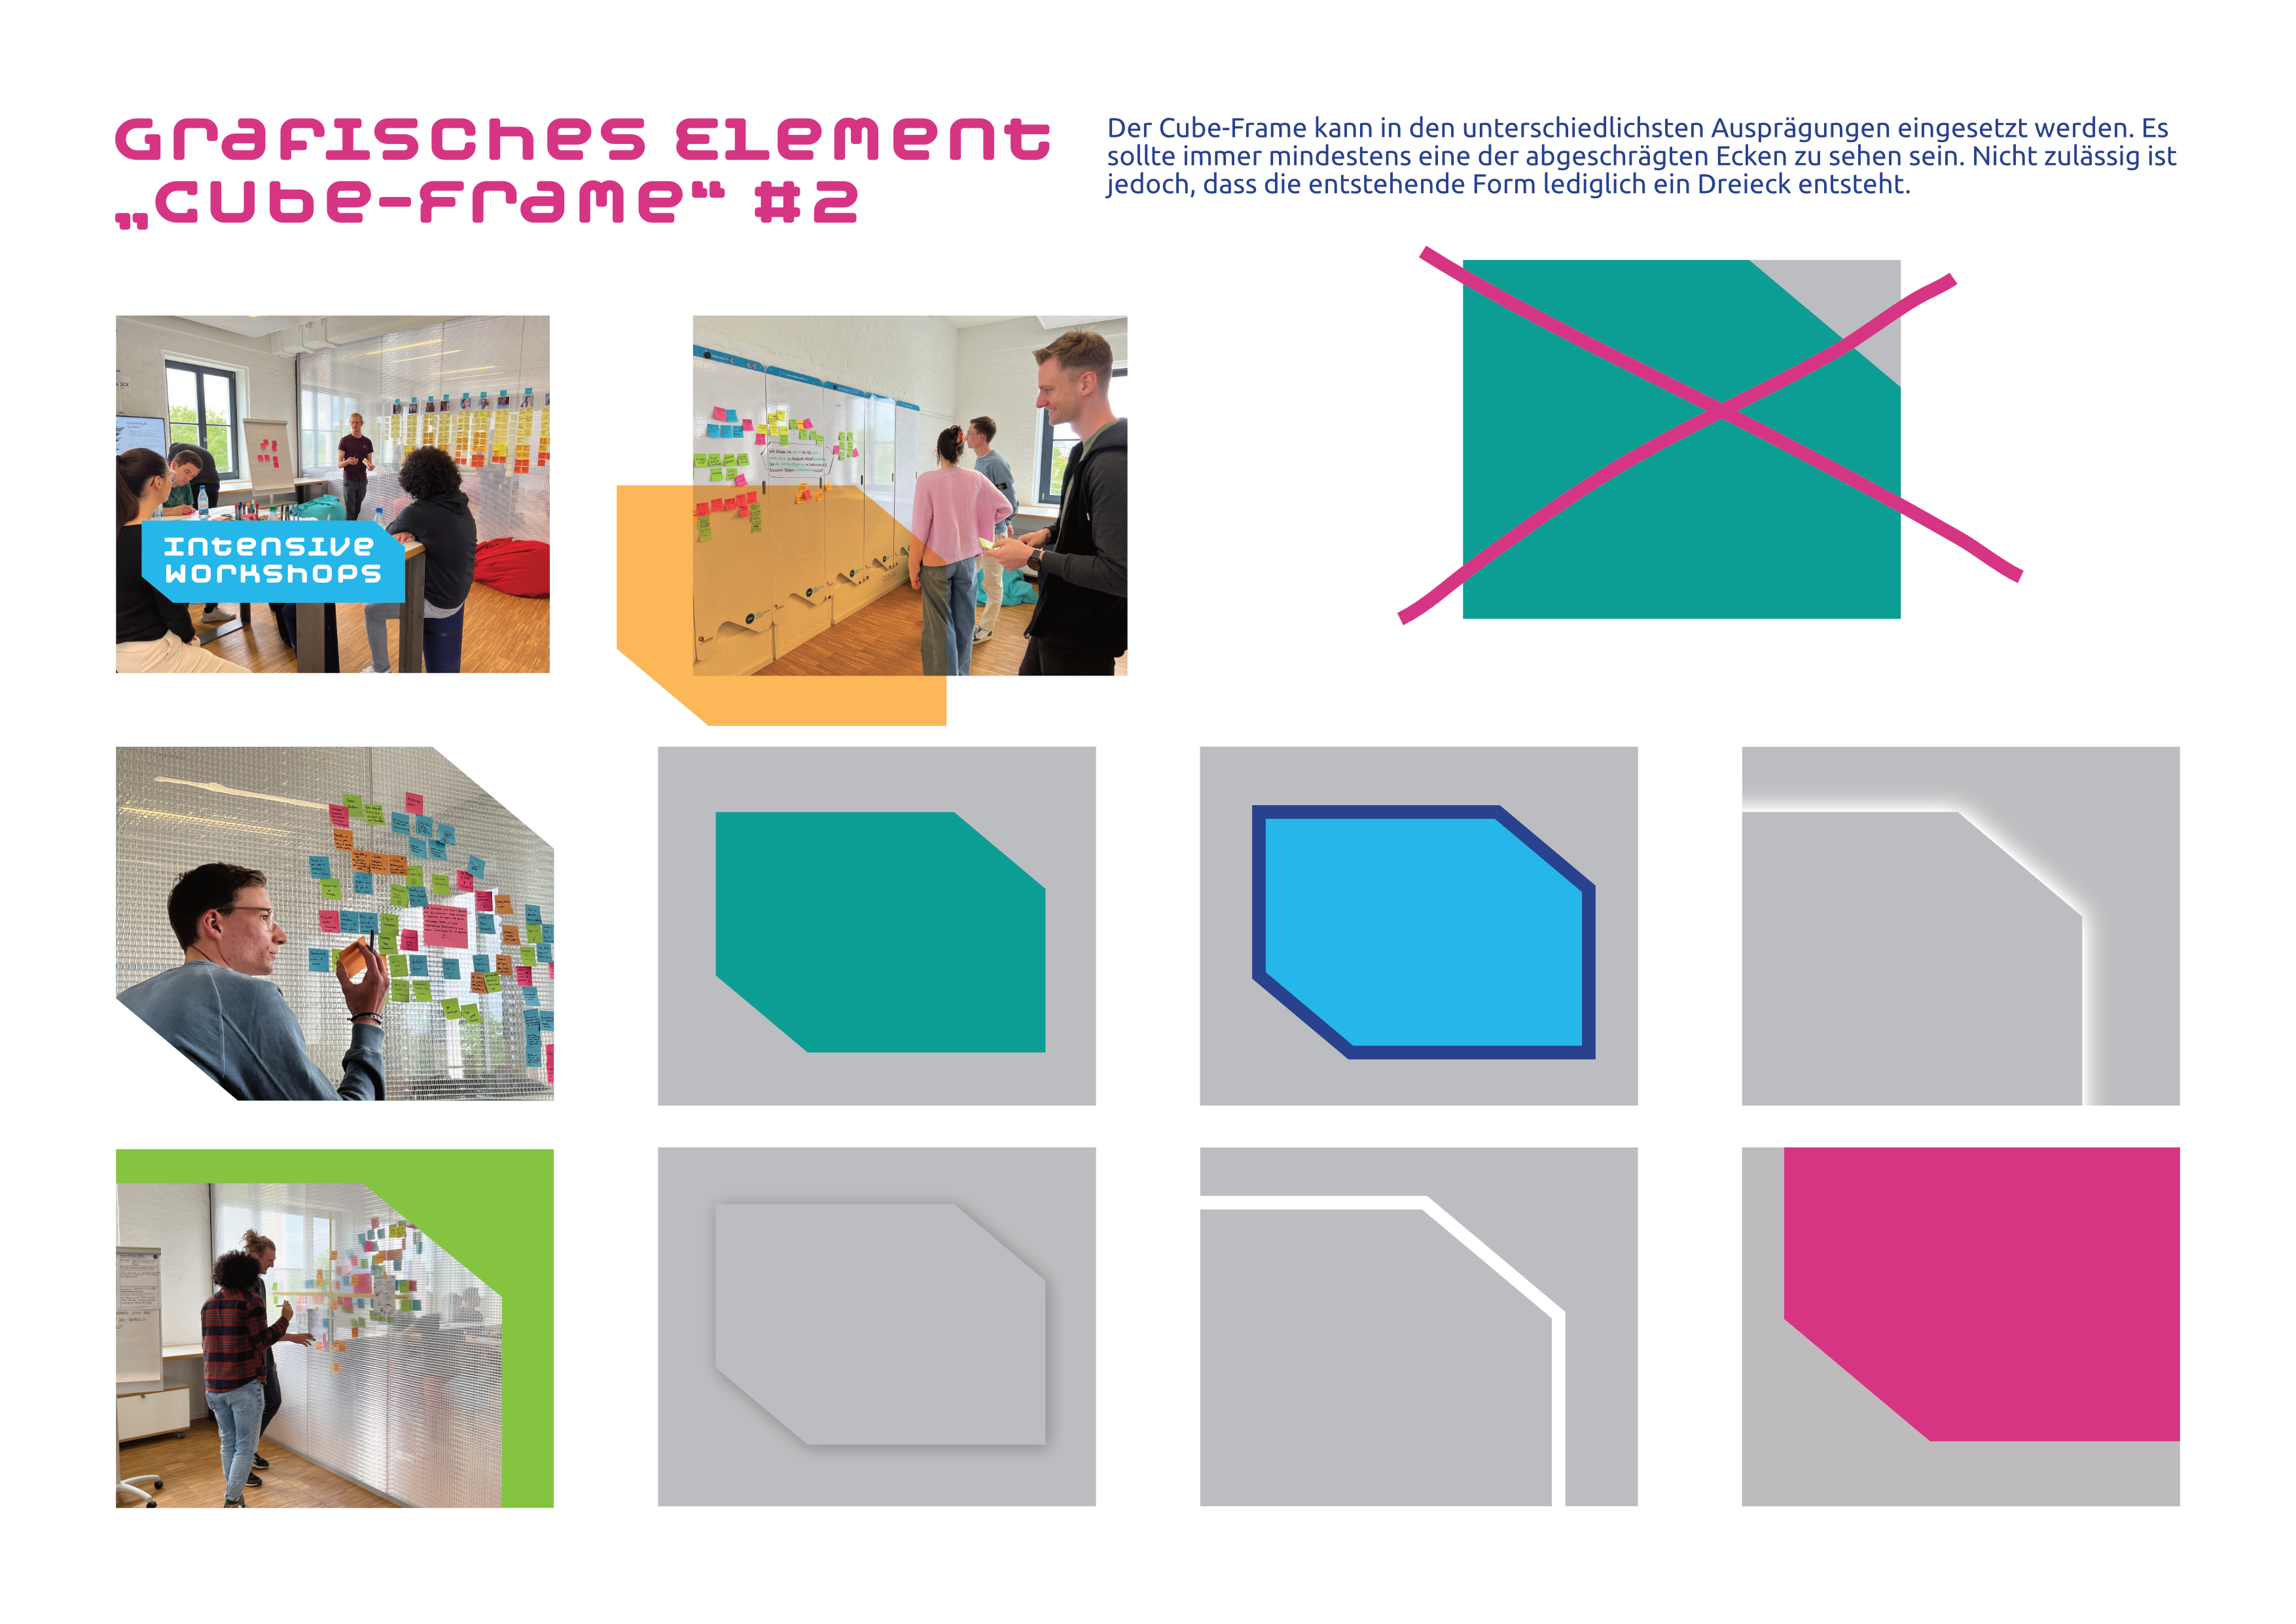 Grafisches Element
„Cube-Frame“ #2
Der Cube-Frame kann in den unterschiedlichsten Ausprägungen eingesetzt werden. Es
sollte immer mindestens eine der abgeschrägten Ecken zu sehen sein. Nicht zulässig ist
jedoch, dass die entstehende Form lediglich ein Dreieck entsteht.
Intensive
Workshops